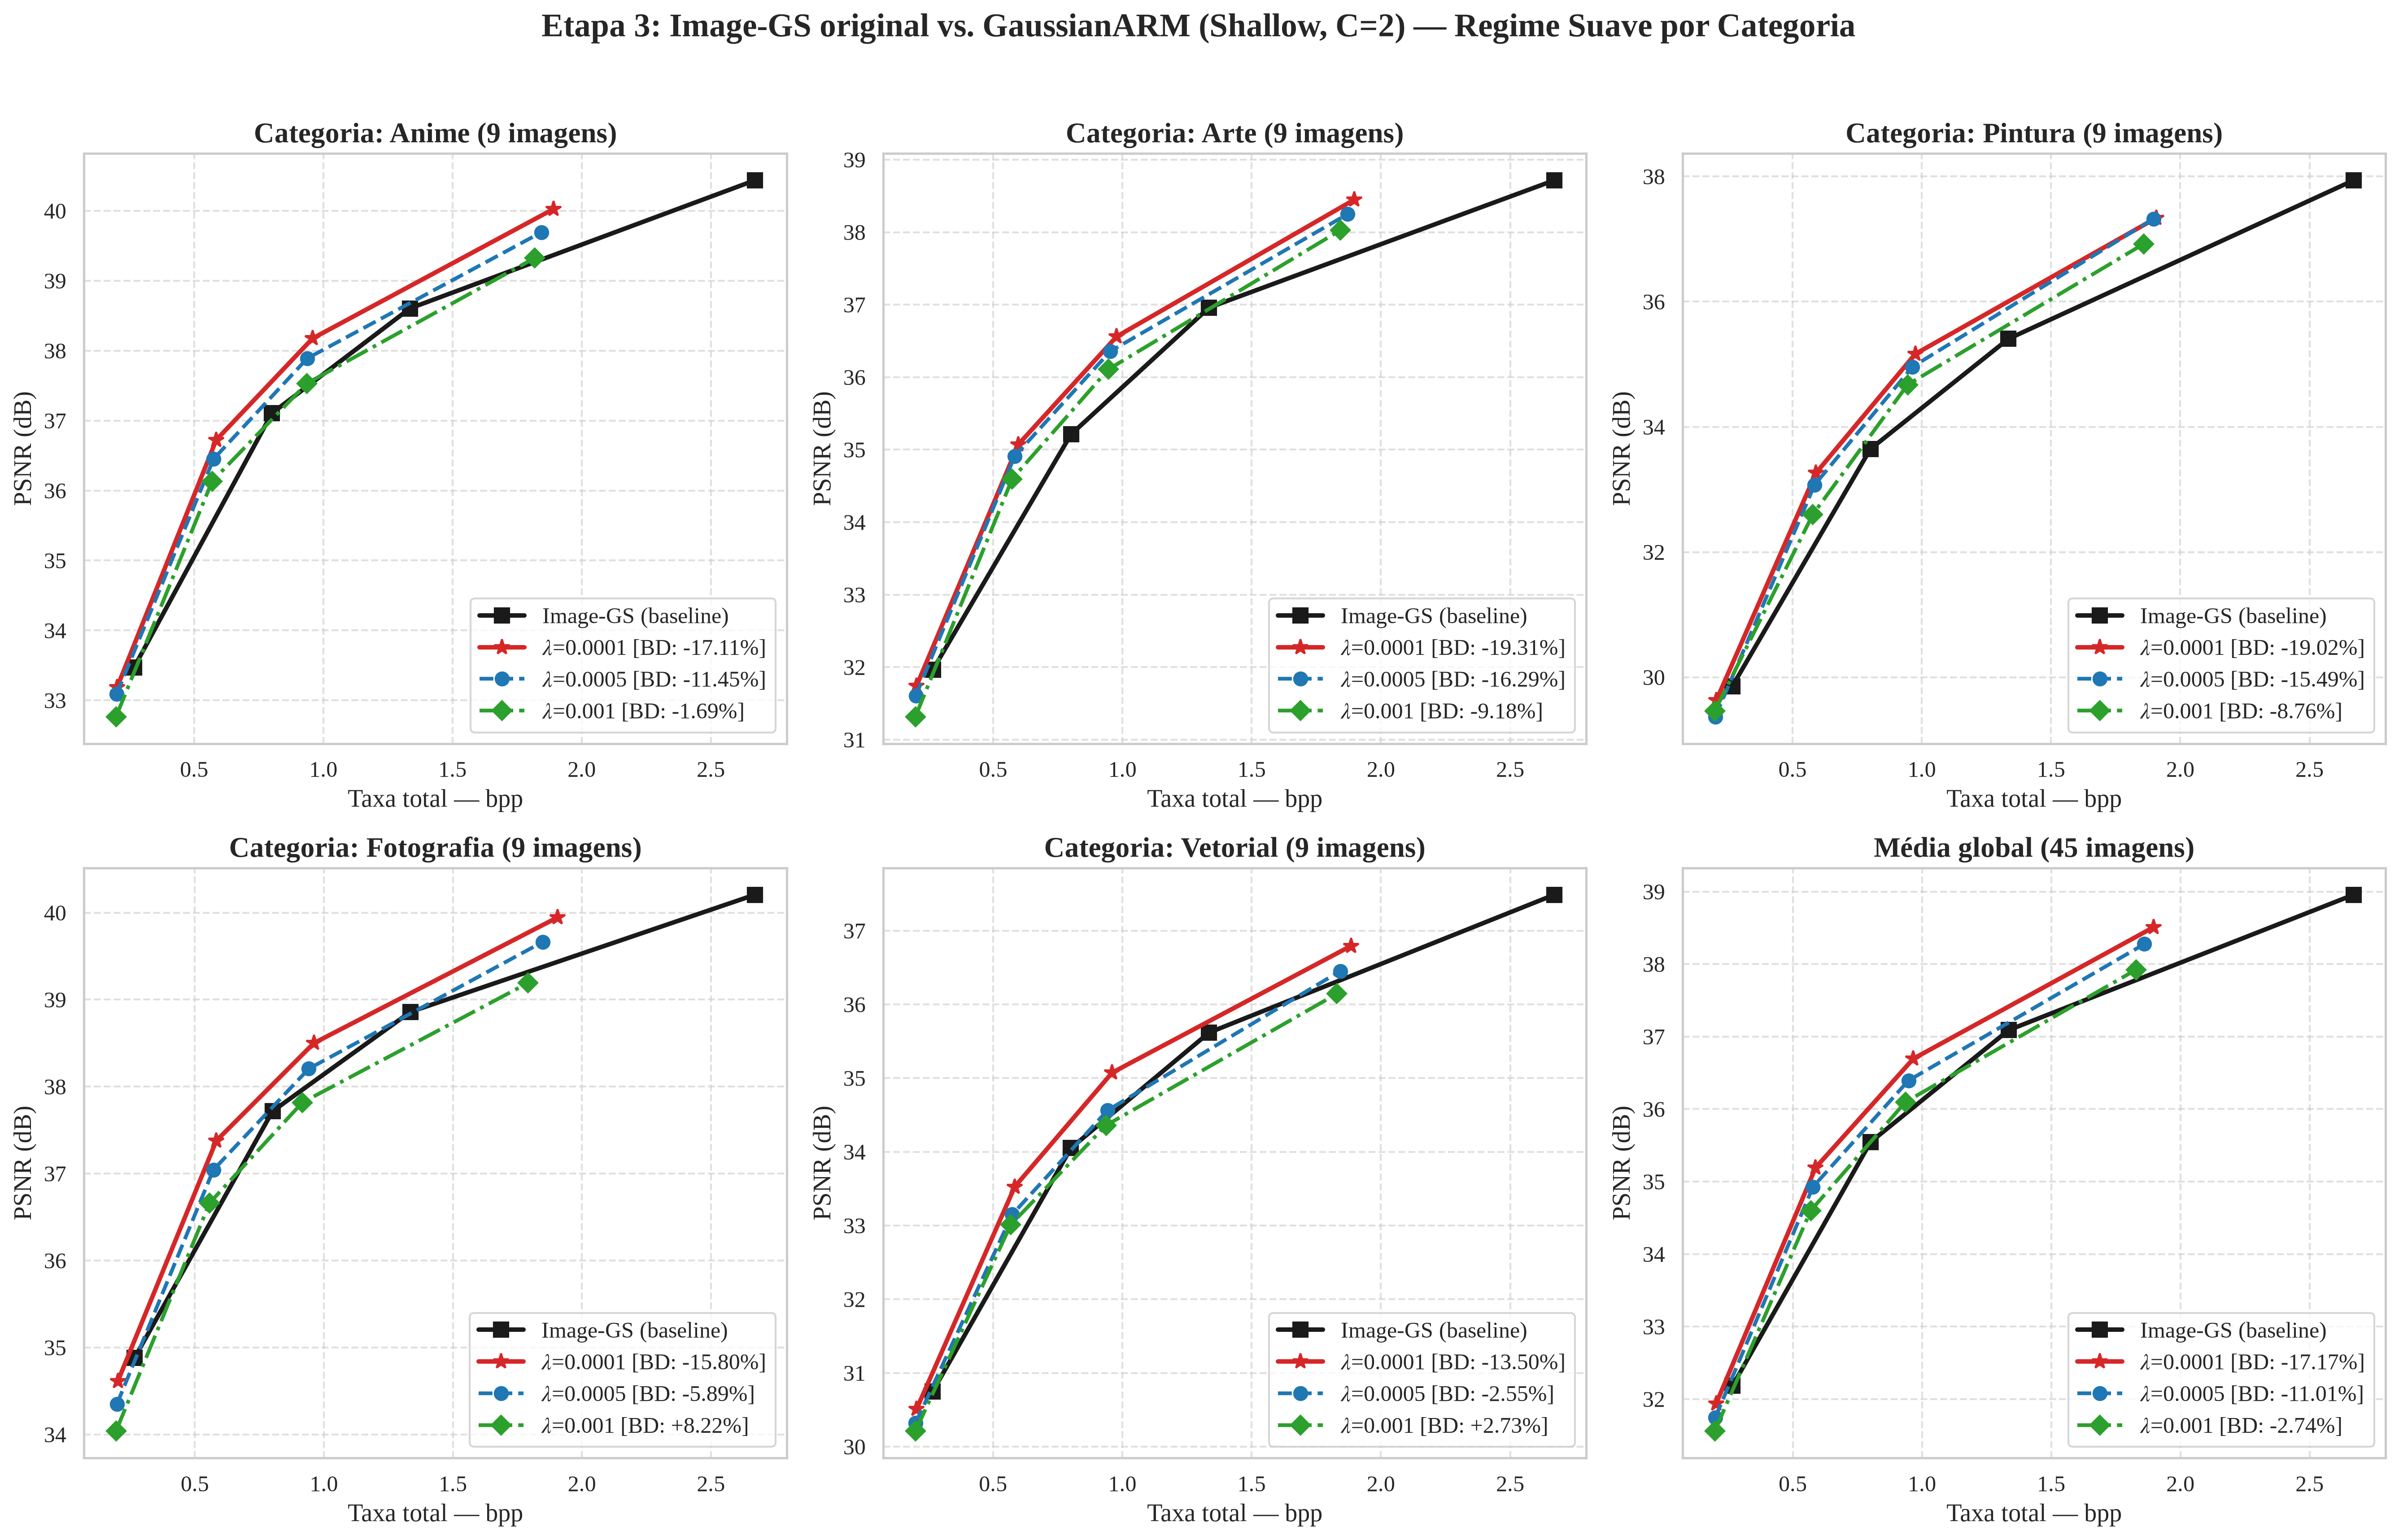 Etapa 3: Image-GS original vs. GaussianARM (Shallow, C=2) — Regime Suave por Categoria
Categoria: Anime (9 imagens)
PSNR (dB)
40
39
38
37
36
35
34
33
0.5 1.0 1.5 2.0 2.5
Taxa total — bpp
Image-GS (baseline)
λ=0.0001 [BD: -17.11%]
λ=0.0005 [BD: -11.45%]
λ=0.001 [BD: -1.69%]
Categoria: Arte (9 imagens)
PSNR (dB)
39
38
37
36
35
34
33
32
31
0.5 1.0 1.5 2.0 2.5
Taxa total — bpp
Image-GS (baseline)
λ=0.0001 [BD: -19.31%]
λ=0.0005 [BD: -16.29%]
λ=0.001 [BD: -9.18%]
Categoria: Pintura (9 imagens)
PSNR (dB)
38
36
34
32
30
0.5 1.0 1.5 2.0 2.5
Taxa total — bpp
Image-GS (baseline)
λ=0.0001 [BD: -19.02%]
λ=0.0005 [BD: -15.49%]
λ=0.001 [BD: -8.76%]
Categoria: Fotografia (9 imagens)
PSNR (dB)
40
39
38
37
36
35
34
0.5 1.0 1.5 2.0 2.5
Taxa total — bpp
Image-GS (baseline)
λ=0.0001 [BD: -15.80%]
λ=0.0005 [BD: -5.89%]
λ=0.001 [BD: +8.22%]
Categoria: Vetorial (9 imagens)
PSNR (dB)
37
36
35
34
33
32
31
30
0.5 1.0 1.5 2.0 2.5
Taxa total — bpp
Image-GS (baseline)
λ=0.0001 [BD: -13.50%]
λ=0.0005 [BD: -2.55%]
λ=0.001 [BD: +2.73%]
Média global (45 imagens)
PSNR (dB)
39
38
37
36
35
34
33
32
0.5 1.0 1.5 2.0 2.5
Taxa total — bpp
Image-GS (baseline)
λ=0.0001 [BD: -17.17%]
λ=0.0005 [BD: -11.01%]
λ=0.001 [BD: -2.74%]